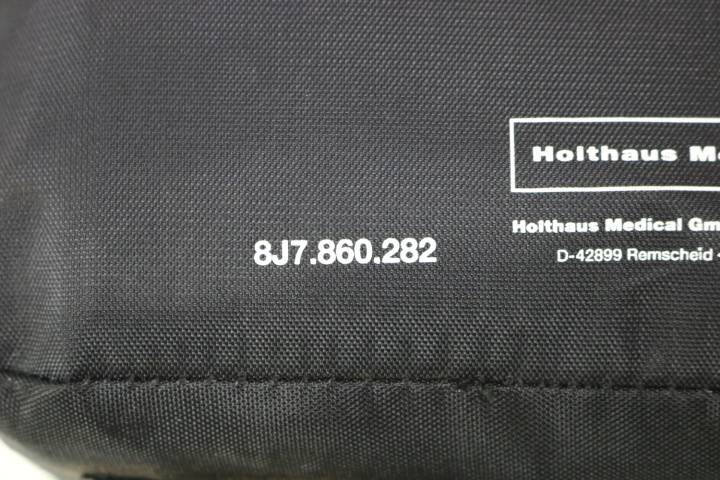 Holthaus
Holthaus Medical
8J7.860.282
D-42899 Remscheid